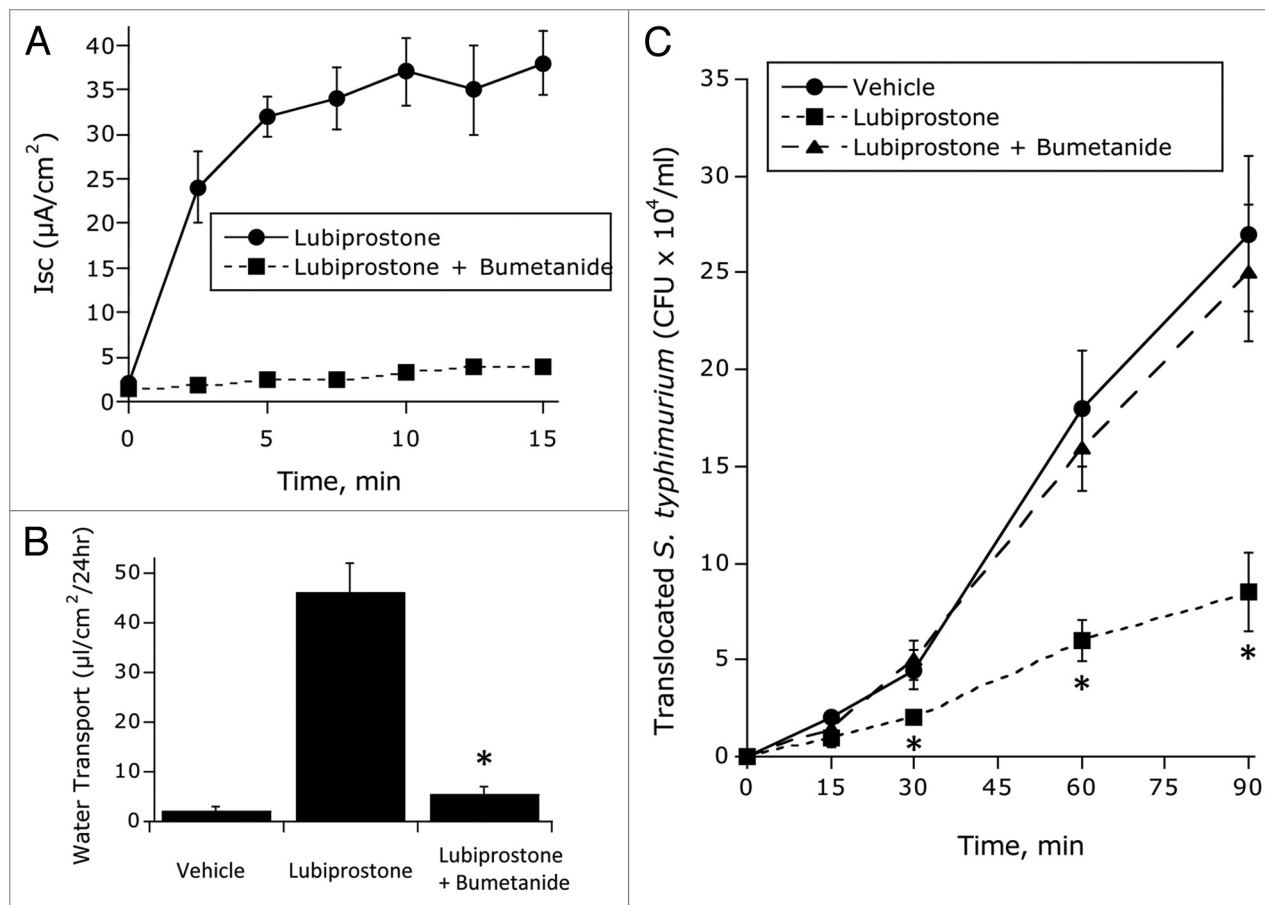 A
Isc (µA/cm²)
40
35
30
25
20
15
10
5
0
Lubiprostone
Lubiprostone + Bumetanide
0 5 10 15
Time, min
B
Water Transport (µl/cm²/24hr)
50
40
30
20
10
0
*
Vehicle
Lubiprostone
Lubiprostone
+ Bumetanide
C
Translocated S. typhimurium (CFU x 10⁴/ml)
35
30
25
20
15
10
5
0
Vehicle
Lubiprostone
Lubiprostone + Bumetanide
*
*
*
0 15 30 45 60 75 90
Time, min